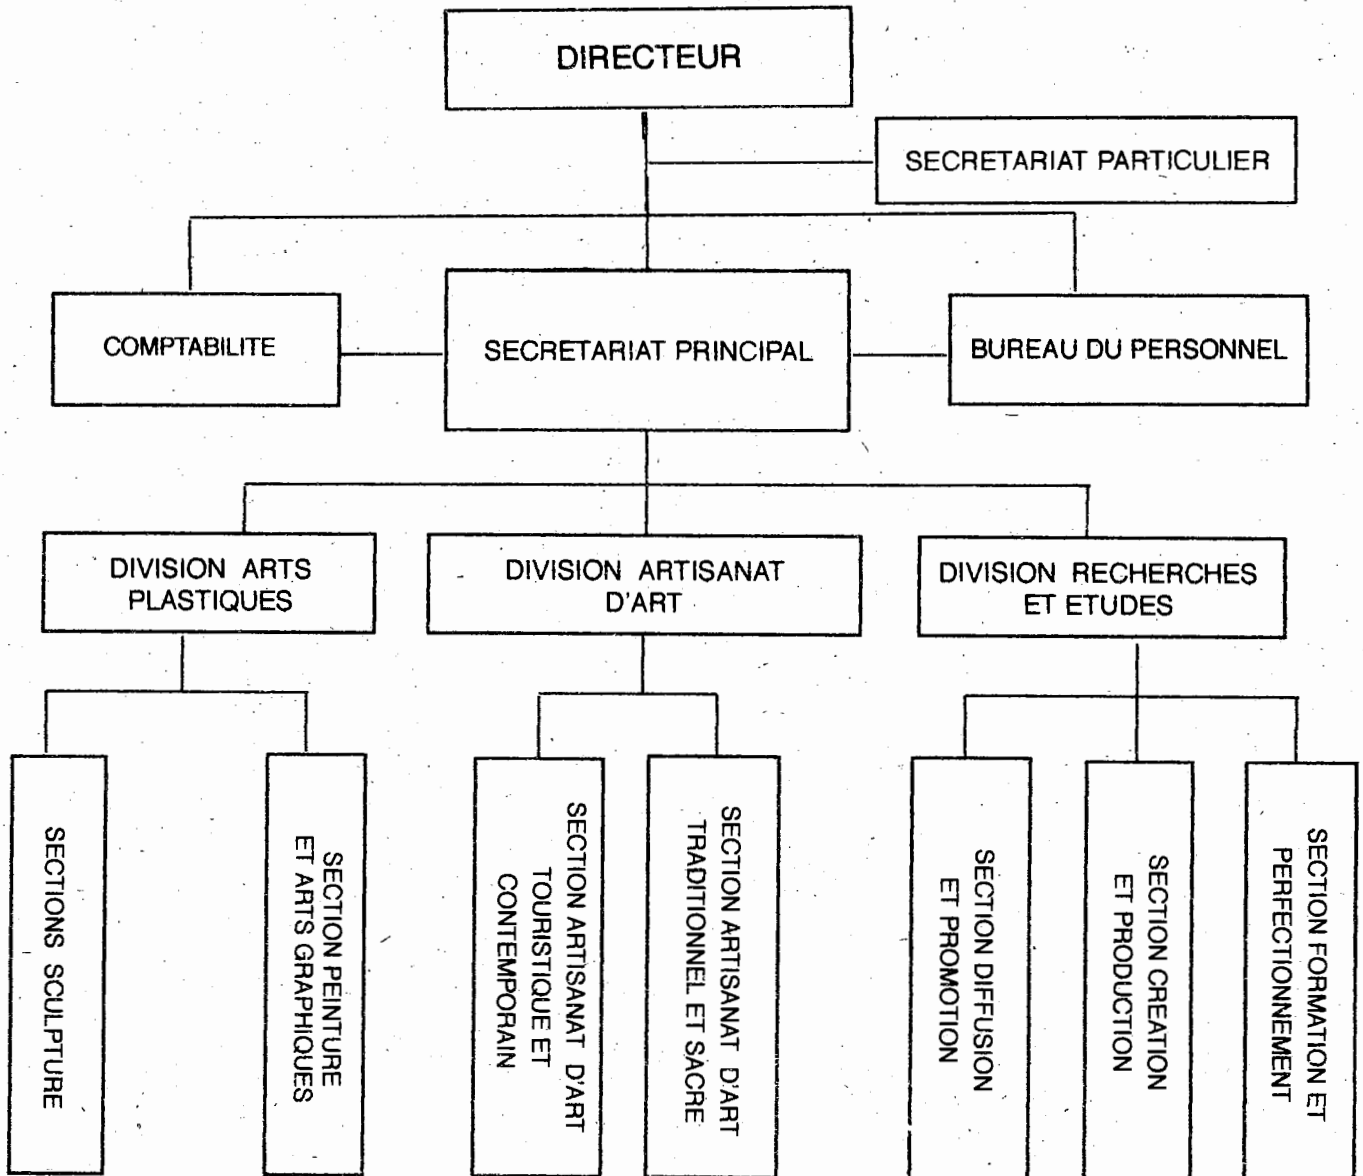 DIRECTEUR
SECRETARIAT PARTICULIER
COMPTABILITE
SECRETARIAT PRINCIPAL
BUREAU DU PERSONNEL
DIVISION ARTS
PLASTIQUES
DIVISION ARTISANAT
D'ART
DIVISION RECHERCHES
ET ETUDES
SECTIONS SCULPTURE
SECTION PEINTURE
ET ARTS GRAPHIQUES
SECTION ARTISANAT D'ART
TOURISTIQUE ET
CONTEMPORAIN
SECTION ARTISANAT D'ART
TRADITIONNEL ET SACRE
SECTION DIFFUSION
ET PROMOTION
SECTION CREATION
ET PRODUCTION
SECTION FORMATION ET
PERFECTIONNEMENT